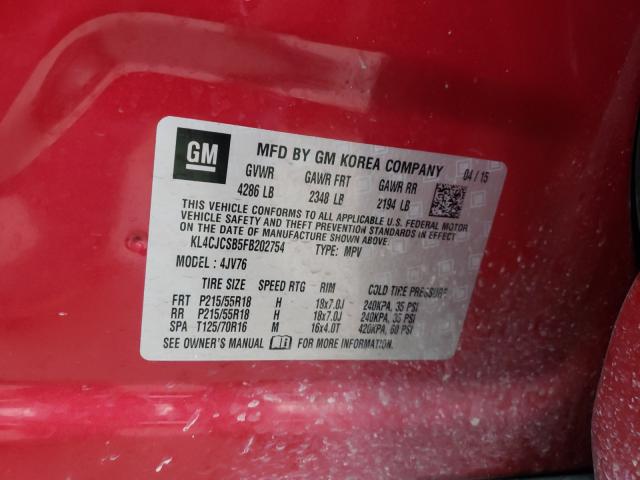 GM
MFD BY GM KOREA COMPANY 04 / 15
GVWR GAWR FRT GAWR RR
4286 LB 2348 LB 2194 LB
THIS VEHICLE CONFORMS TO ALL APPLICABLE U.S. FEDERAL MOTOR
VEHICLE SAFETY AND THEFT PREVENTION STANDARDS IN EFFECT ON
THE DATE OF MANUFACTURE SHOWN ABOVE.
KL4CJCSB5FB202754 TYPE: MPV
MODEL: 4JV76
TIRE SIZE SPEED RTG RIM COLD TIRE PRESSURE
FRT P215/55R18 H 18x7.0J 240KPA, 35 PSI
RR P215/55R18 H 18x7.0J 240KPA, 35 PSI
SPA T125/70R16 M 16x4.0T 420KPA, 60 PSI
SEE OWNER'S MANUAL FOR MORE INFORMATION.